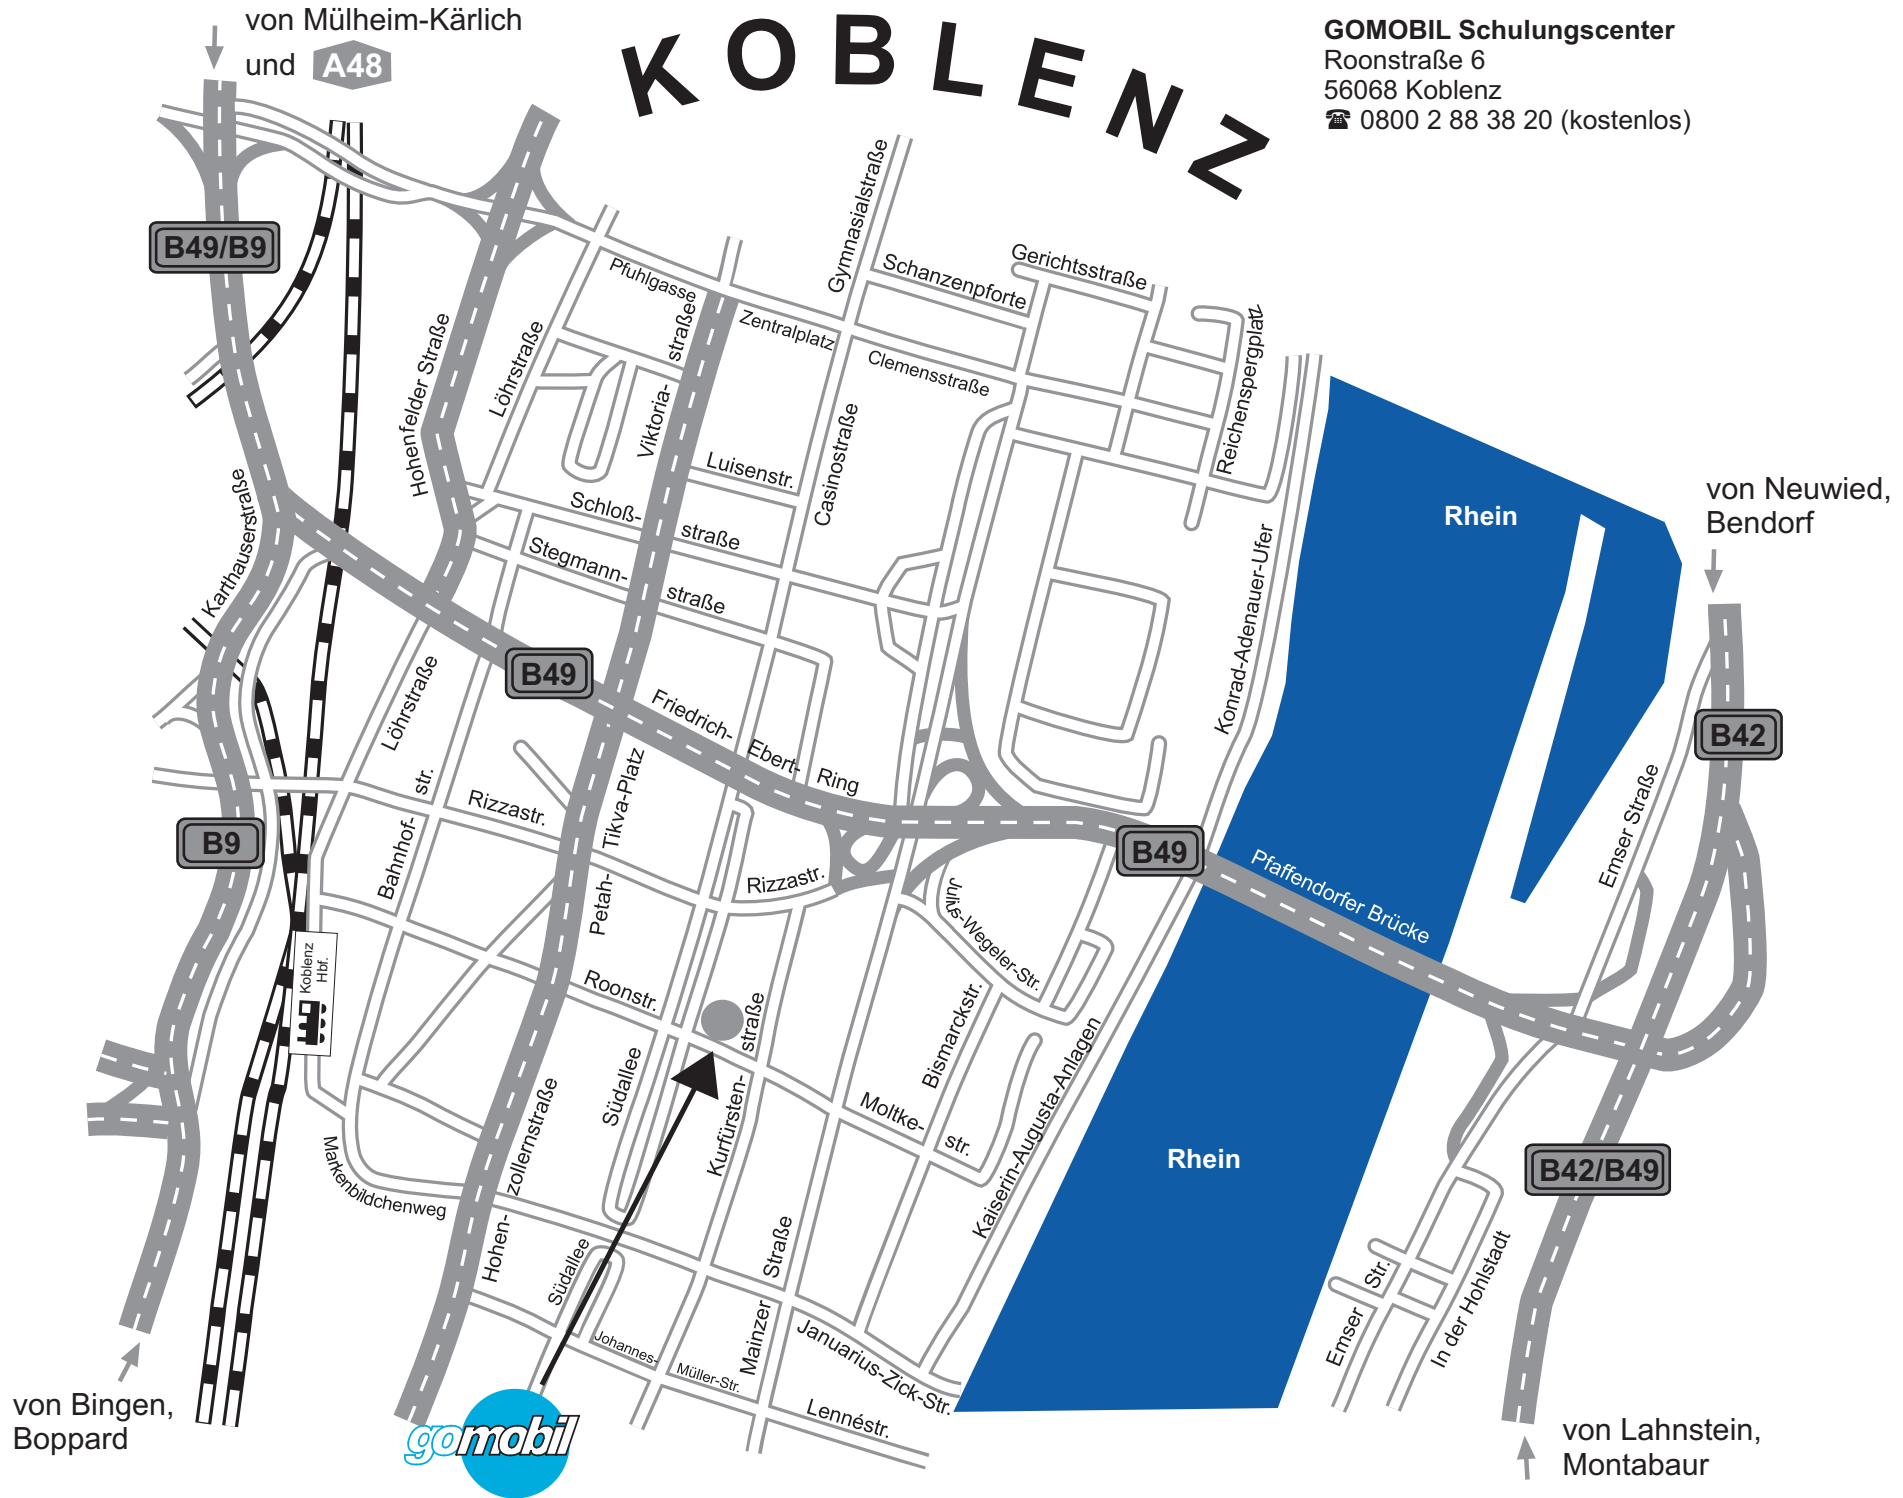 von Mülheim-Kärlich
und A48
KOBLENZ
GOMOBIL Schulungscenter
Roonstraße 6
56068 Koblenz
☎ 0800 2 88 38 20 (kostenlos)
B49/B9
Gymnasialstraße
Schanzenpforte
Gerichtsstraße
Pfuhlgasse
Zentralplatz
Clemensstraße
Reichenspergplatz
Hohenfelder Straße
Löhrstraße
Viktoria-
straße
Casinostraße
Luisenstr.
Schloß-
straße
Stegmann-
straße
Karthäuserstraße
Konrad-Adenauer-Ufer
Rhein
von Neuwied,
Bendorf
B49
Friedrich-
Ebert-
Ring
Löhrstraße
B42
Emser Straße
Bahnhof-
str.
Rizzastr.
Petah-
Tikva-Platz
B9
Rizzastr.
B49
Pfaffendorfer Brücke
Julius-Wegeler-Str.
Koblenz
Hbf.
Roonstr.
Südallee
Kurfürsten-
straße
Bismarckstr.
Moltke-
str.
Kaiserin-Augusta-Anlagen
Rhein
B42/B49
Markenbildchenweg
Hohen-
zollernstraße
Südallee
Mainzer
Straße
Johannes-
Müller-Str.
Januarius-Zick-Str.
Lennéstr.
Emser
Str.
In der Hohlstadt
von Bingen,
Boppard
gomobil
von Lahnstein,
Montabaur